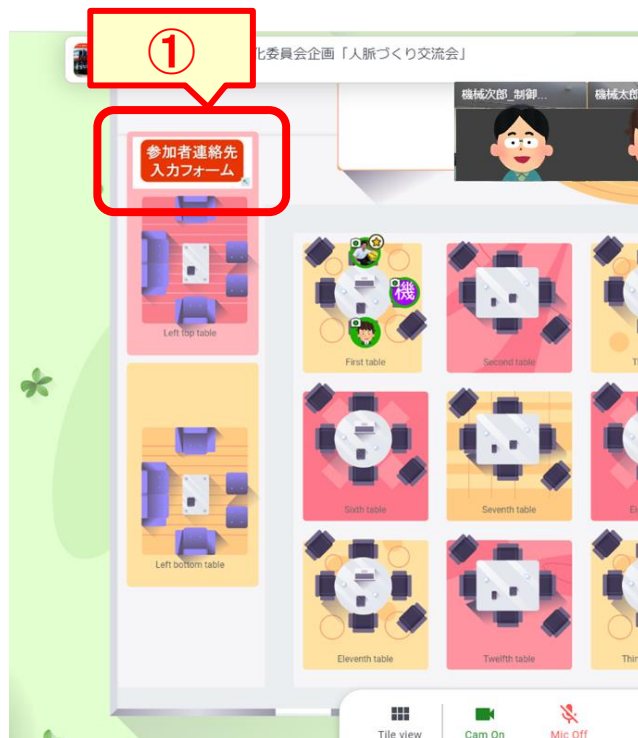 ①
化委員会企画「人脈づくり交流会」
機械次郎_制御...
機械太郎
参加者連絡先
入力フォーム
Left top table
機
First table
Second table
Left bottom table
Sixth table
Seventh table
Eleventh table
Twelfth table
Tile view
Cam On
Mic Off